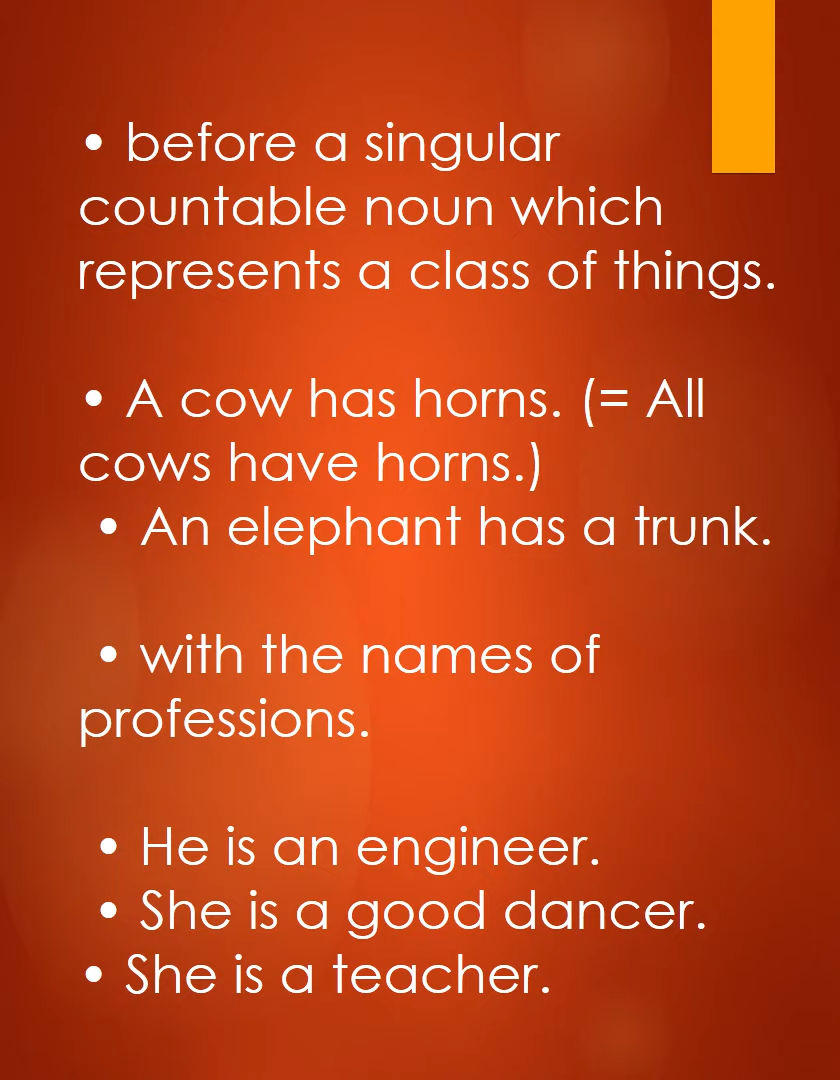 • before a singular
countable noun which
represents a class of things.
• A cow has horns. (= All
cows have horns.)
• An elephant has a trunk.
• with the names of
professions.
• He is an engineer.
• She is a good dancer.
• She is a teacher.